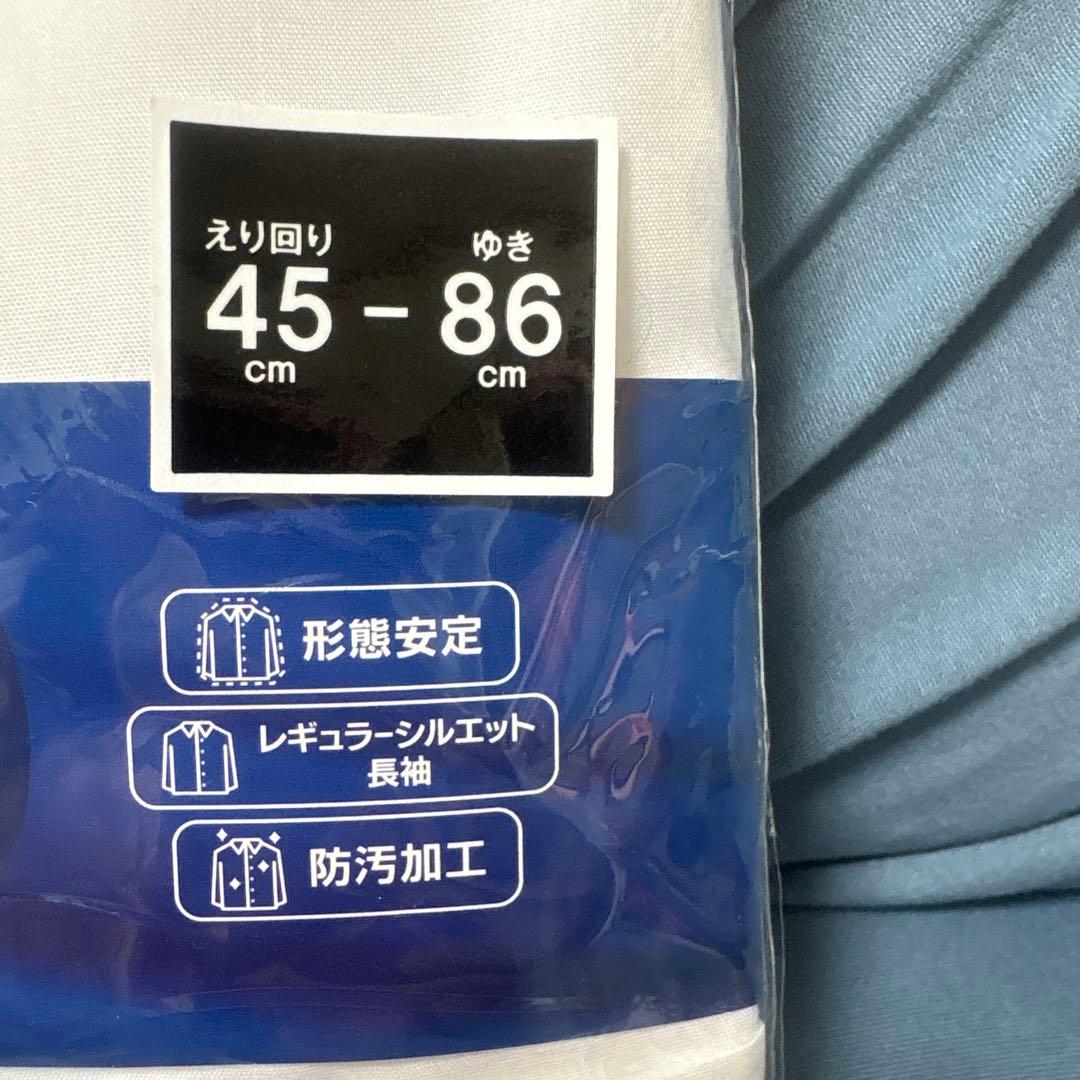 えり回り ゆき
45 - 86
cm cm
形態安定
レギュラーシルエット
長袖
防汚加工